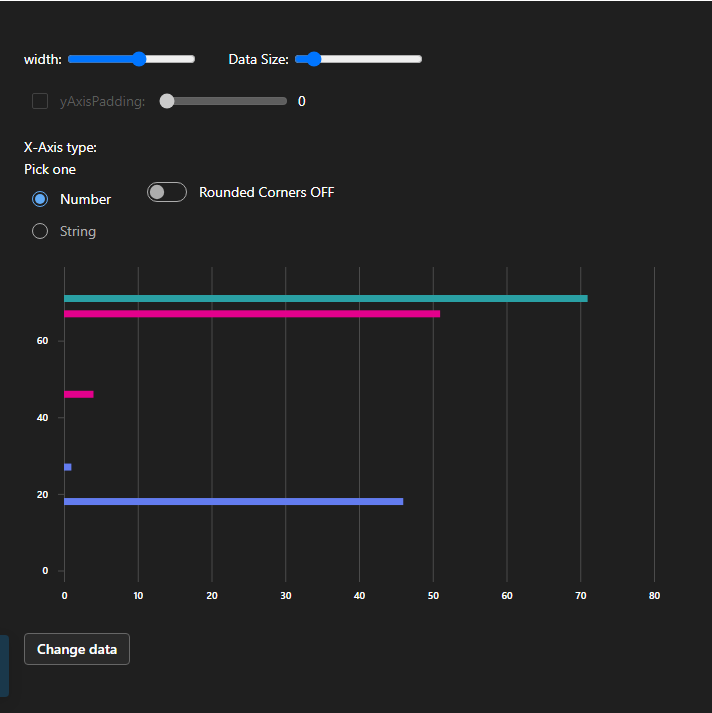 width: Data Size:
yAxisPadding: 0
X-Axis type:
Pick one
Number
Rounded Corners OFF
String
60
40
20
0
0 10 20 30 40 50 60 70 80
Change data